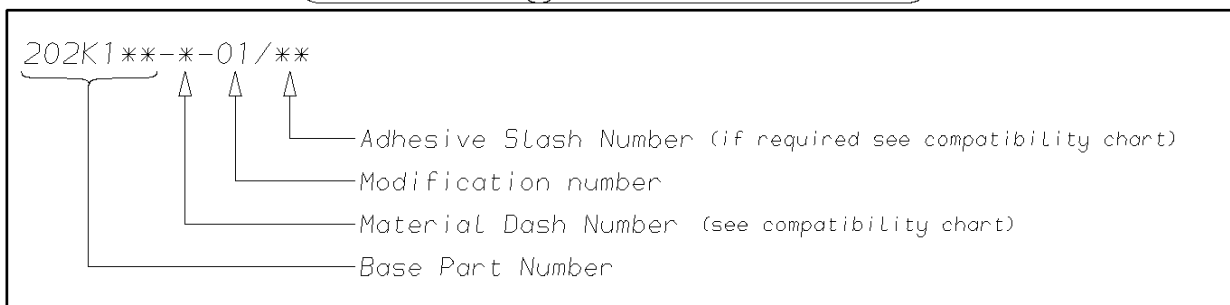 202K1**-*-01/**
Adhesive Slash Number (if required see compatibility chart)
Modification number
Material Dash Number (see compatibility chart)
Base Part Number